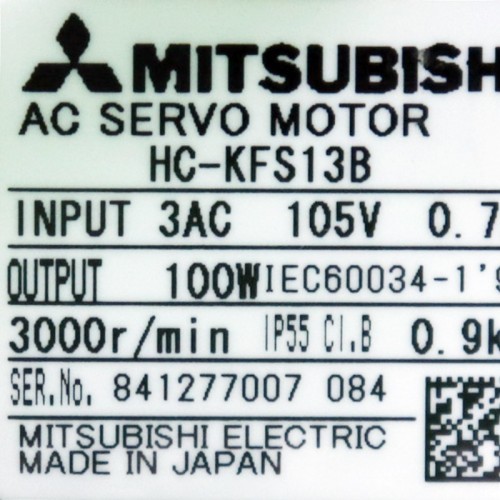 MITSUBISH
AC SERVO MOTOR
HC-KFS13B
INPUT 3AC 105V 0.7
OUTPUT 100W IEC60034-1'9
3000r/min IP55 CI.B 0.9k
SER.No. 841277007 084
MITSUBISHI ELECTRIC
MADE IN JAPAN